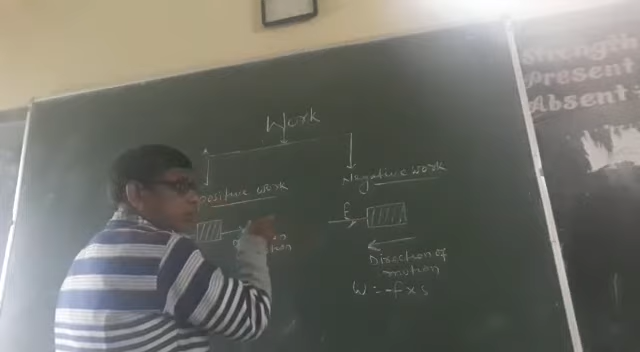 Work
positive work
Negative work
F
Direction of
motion
W = -f x s
Strength
Present
Absent :-